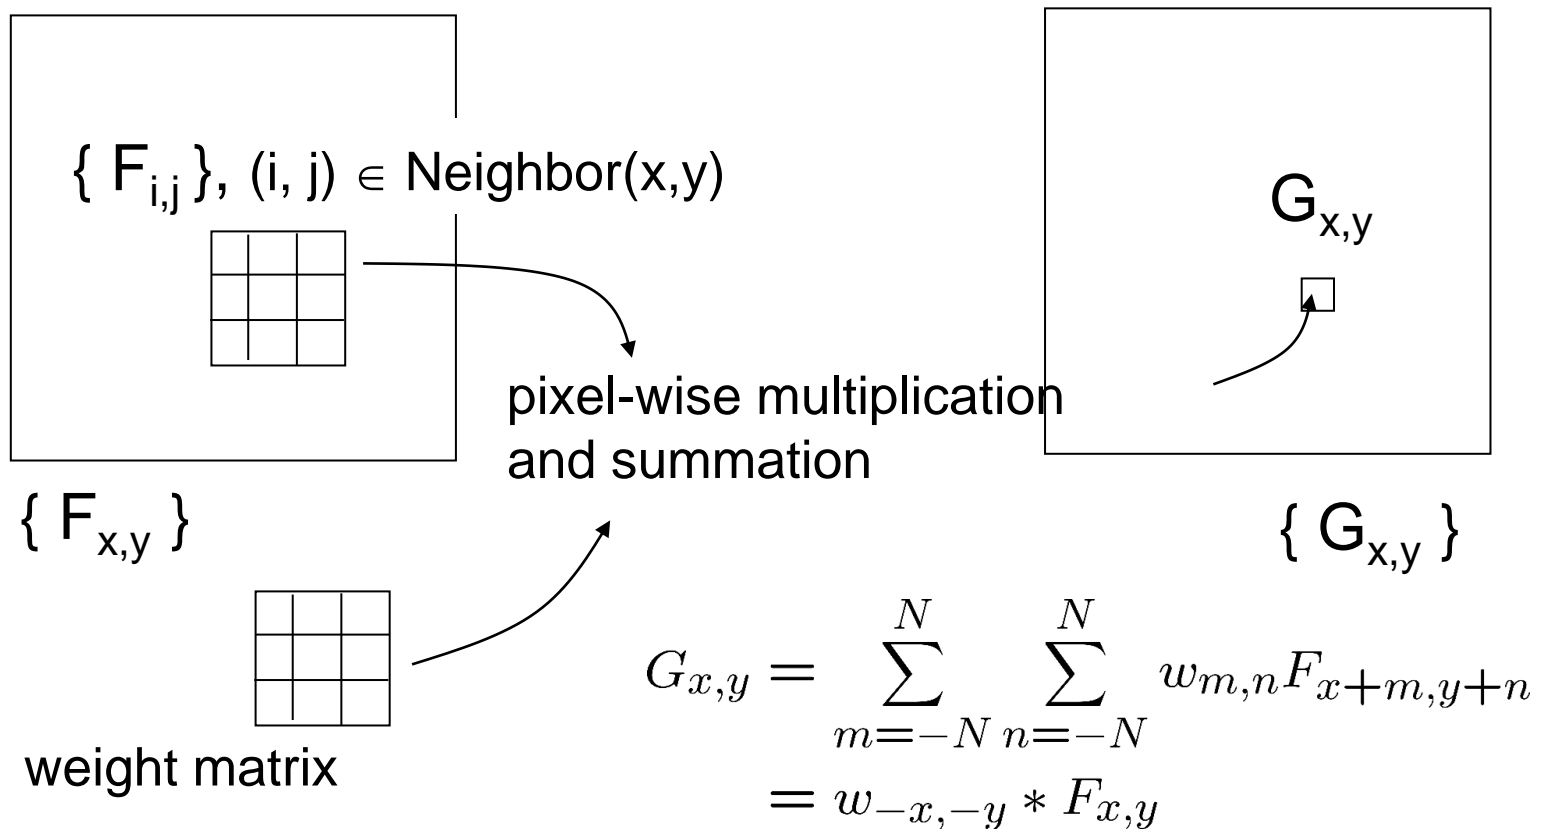 { F_{i,j} }, (i, j) ∈ Neighbor(x,y)
G_{x,y}
pixel-wise multiplication
and summation
{ F_{x,y} }
{ G_{x,y} }
weight matrix
G_{x,y} = \sum_{m=-N}^{N} \sum_{n=-N}^{N} w_{m,n} F_{x+m,y+n}
= w_{-x,-y} * F_{x,y}